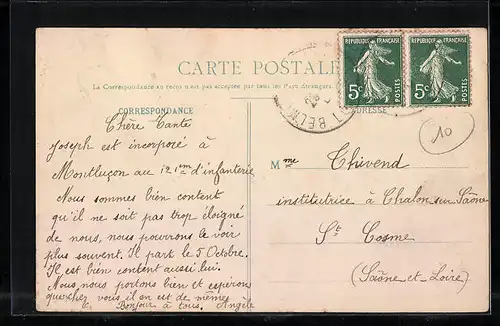 CARTE POSTALE
La Correspondance au recto n'est pas acceptée par tous les Pays étrangers.
REPUBLIQUE FRANÇAISE
5c POSTES
REPUBLIQUE FRANÇAISE
5c POSTES
CORRESPONDANCE
ADRESSE
10
Chère Tante
Joseph est incorporé à
Montluçon au 121em d'infanterie
Nous sommes bien content
qu'il ne soit pas trop éloigné
de nous, nous pourrons le voir
plus souvent. Il part le 5 Octobre.
Il est bien content aussi lui.
Nous nous portons bien et espérons
que chez vous il en est de mêmes
Bonjour à tous. Angèle
Mme Thivend
institutrice à Chalon sur Saône
St Cosme
(Saône et Loire)